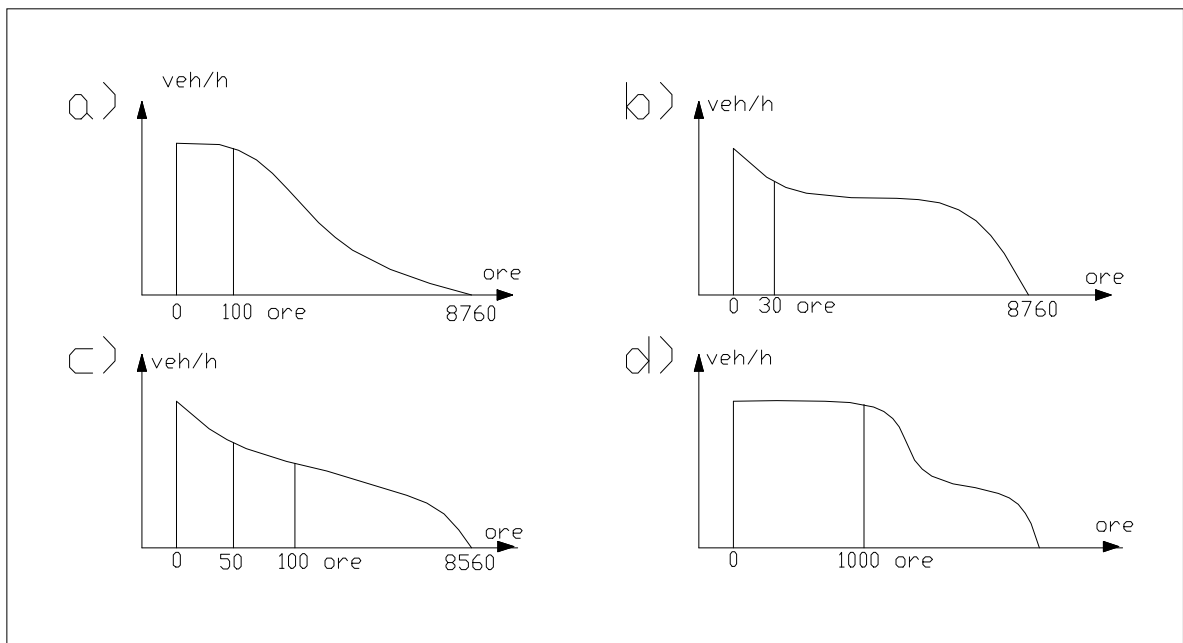 a)
veh/h
ore
0
100 ore
8760
b)
veh/h
ore
0
30 ore
8760
c)
veh/h
ore
0
50
100 ore
8560
d)
veh/h
ore
0
1000 ore